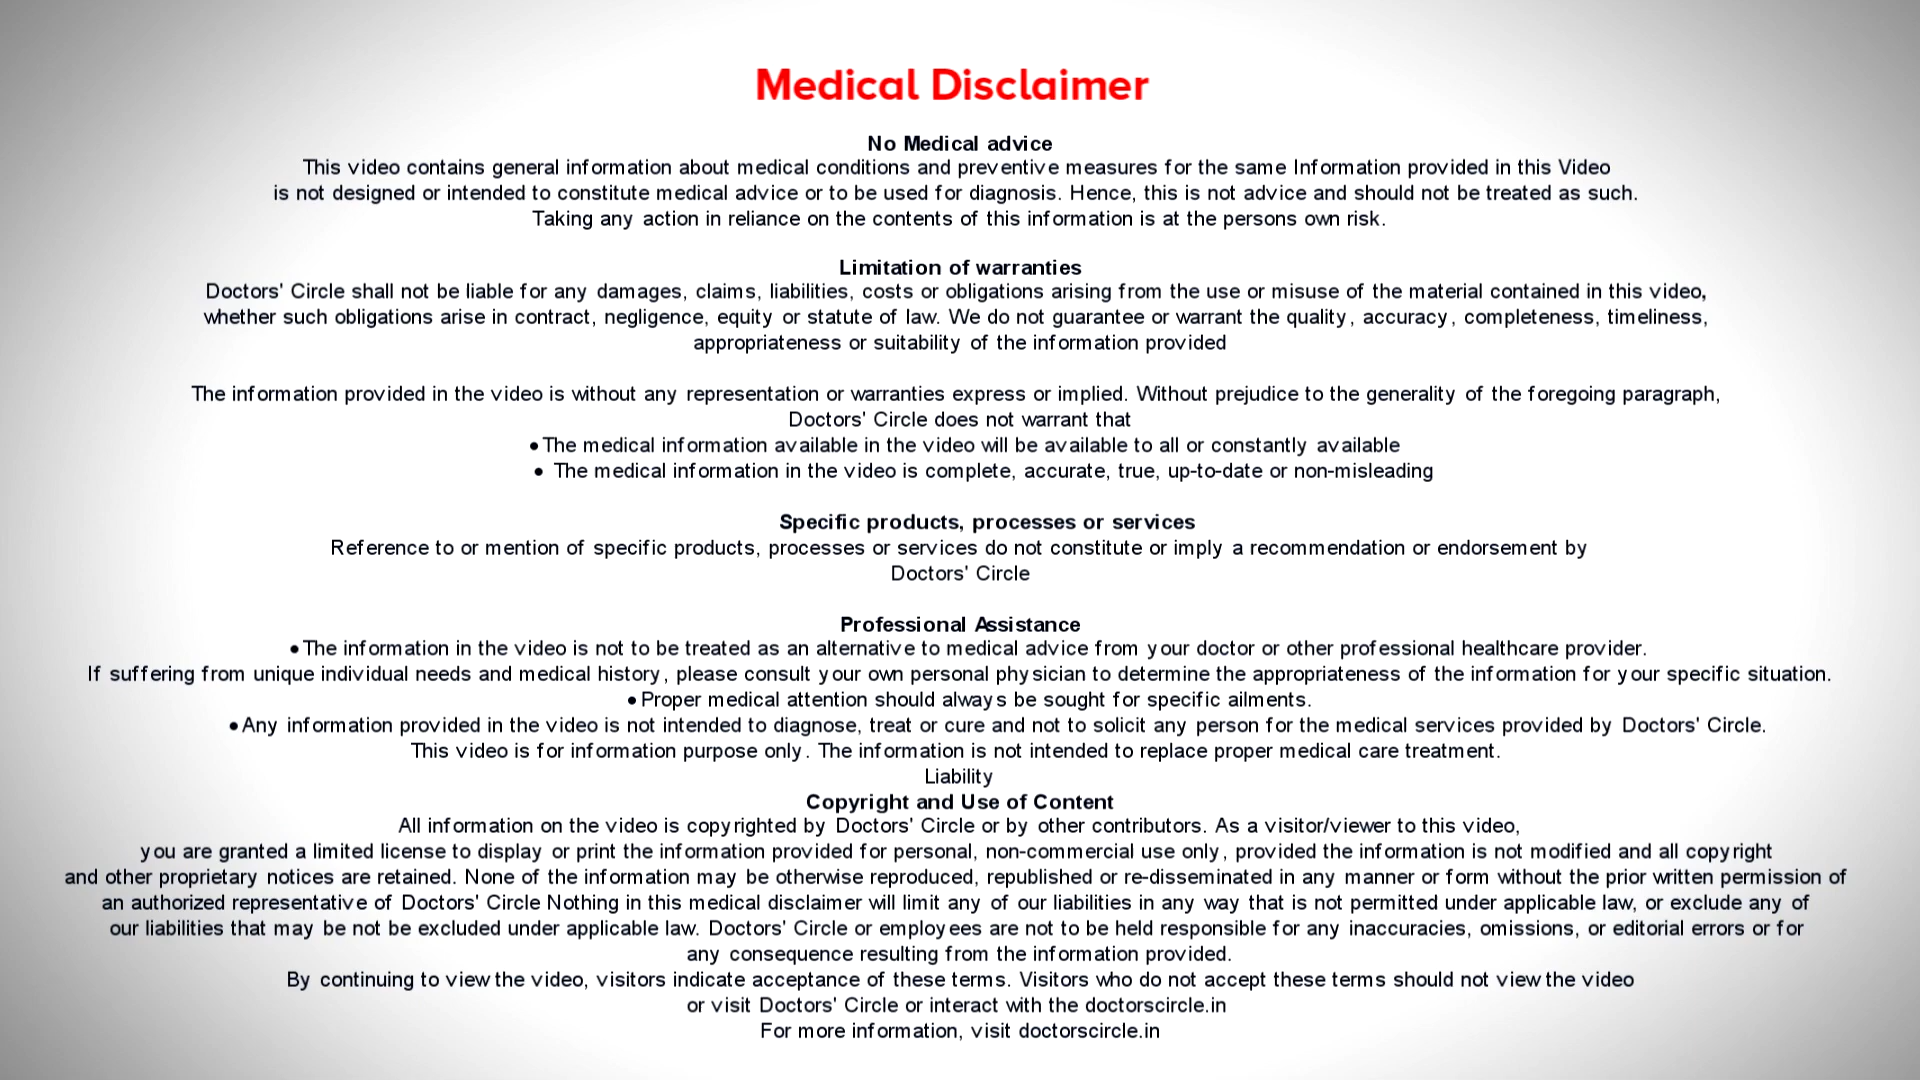 Medical Disclaimer
No Medical advice
This video contains general information about medical conditions and preventive measures for the same Information provided in this Video
is not designed or intended to constitute medical advice or to be used for diagnosis. Hence, this is not advice and should not be treated as such.
Taking any action in reliance on the contents of this information is at the persons own risk.
Limitation of warranties
Doctors' Circle shall not be liable for any damages, claims, liabilities, costs or obligations arising from the use or misuse of the material contained in this video,
whether such obligations arise in contract, negligence, equity or statute of law. We do not guarantee or warrant the quality, accuracy, completeness, timeliness,
appropriateness or suitability of the information provided
The information provided in the video is without any representation or warranties express or implied. Without prejudice to the generality of the foregoing paragraph,
Doctors' Circle does not warrant that
• The medical information available in the video will be available to all or constantly available
• The medical information in the video is complete, accurate, true, up-to-date or non-misleading
Specific products, processes or services
Reference to or mention of specific products, processes or services do not constitute or imply a recommendation or endorsement by
Doctors' Circle
Professional Assistance
• The information in the video is not to be treated as an alternative to medical advice from your doctor or other professional healthcare provider.
If suffering from unique individual needs and medical history, please consult your own personal physician to determine the appropriateness of the information for your specific situation.
• Proper medical attention should always be sought for specific ailments.
• Any information provided in the video is not intended to diagnose, treat or cure and not to solicit any person for the medical services provided by Doctors' Circle.
This video is for information purpose only. The information is not intended to replace proper medical care treatment.
Liability
Copyright and Use of Content
All information on the video is copyrighted by Doctors' Circle or by other contributors. As a visitor/viewer to this video,
you are granted a limited license to display or print the information provided for personal, non-commercial use only, provided the information is not modified and all copyright
and other proprietary notices are retained. None of the information may be otherwise reproduced, republished or re-disseminated in any manner or form without the prior written permission of
an authorized representative of Doctors' Circle Nothing in this medical disclaimer will limit any of our liabilities in any way that is not permitted under applicable law, or exclude any of
our liabilities that may be not be excluded under applicable law. Doctors' Circle or employees are not to be held responsible for any inaccuracies, omissions, or editorial errors or for
any consequence resulting from the information provided.
By continuing to view the video, visitors indicate acceptance of these terms. Visitors who do not accept these terms should not view the video
or visit Doctors' Circle or interact with the doctorscircle.in
For more information, visit doctorscircle.in